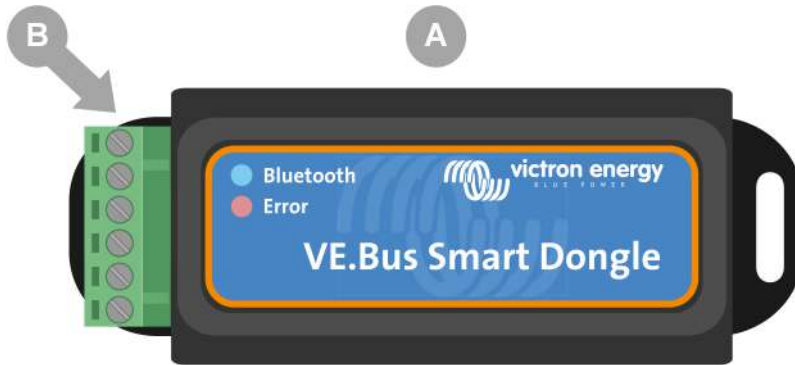 B
A
Bluetooth
Error
victron energy
BLUE POWER
VE.Bus Smart Dongle